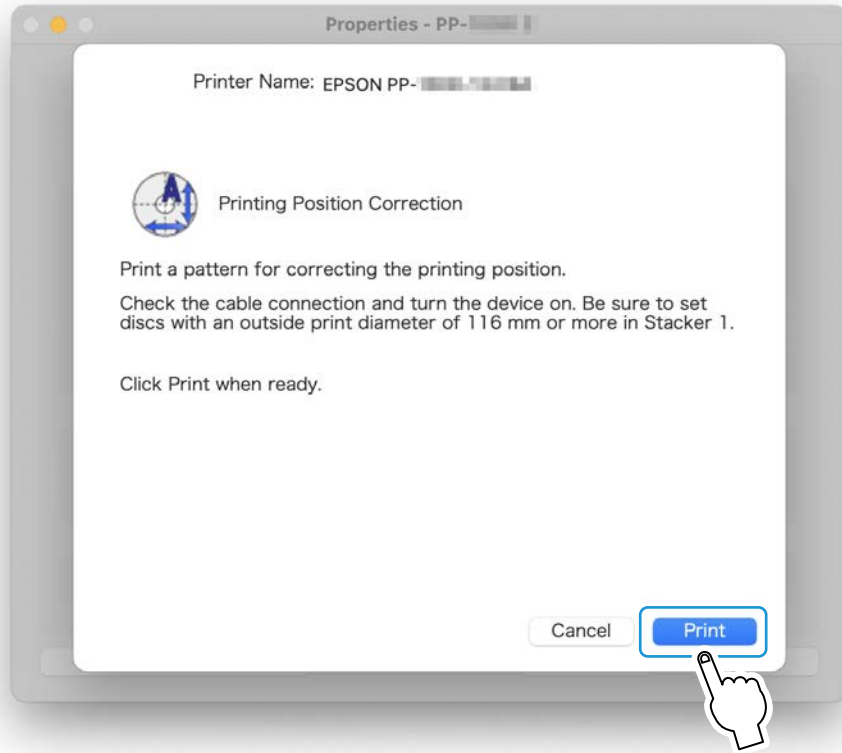 Properties - PP-
Printer Name: EPSON PP-
A
Printing Position Correction
Print a pattern for correcting the printing position.
Check the cable connection and turn the device on. Be sure to set
discs with an outside print diameter of 116 mm or more in Stacker 1.
Click Print when ready.
Cancel Print